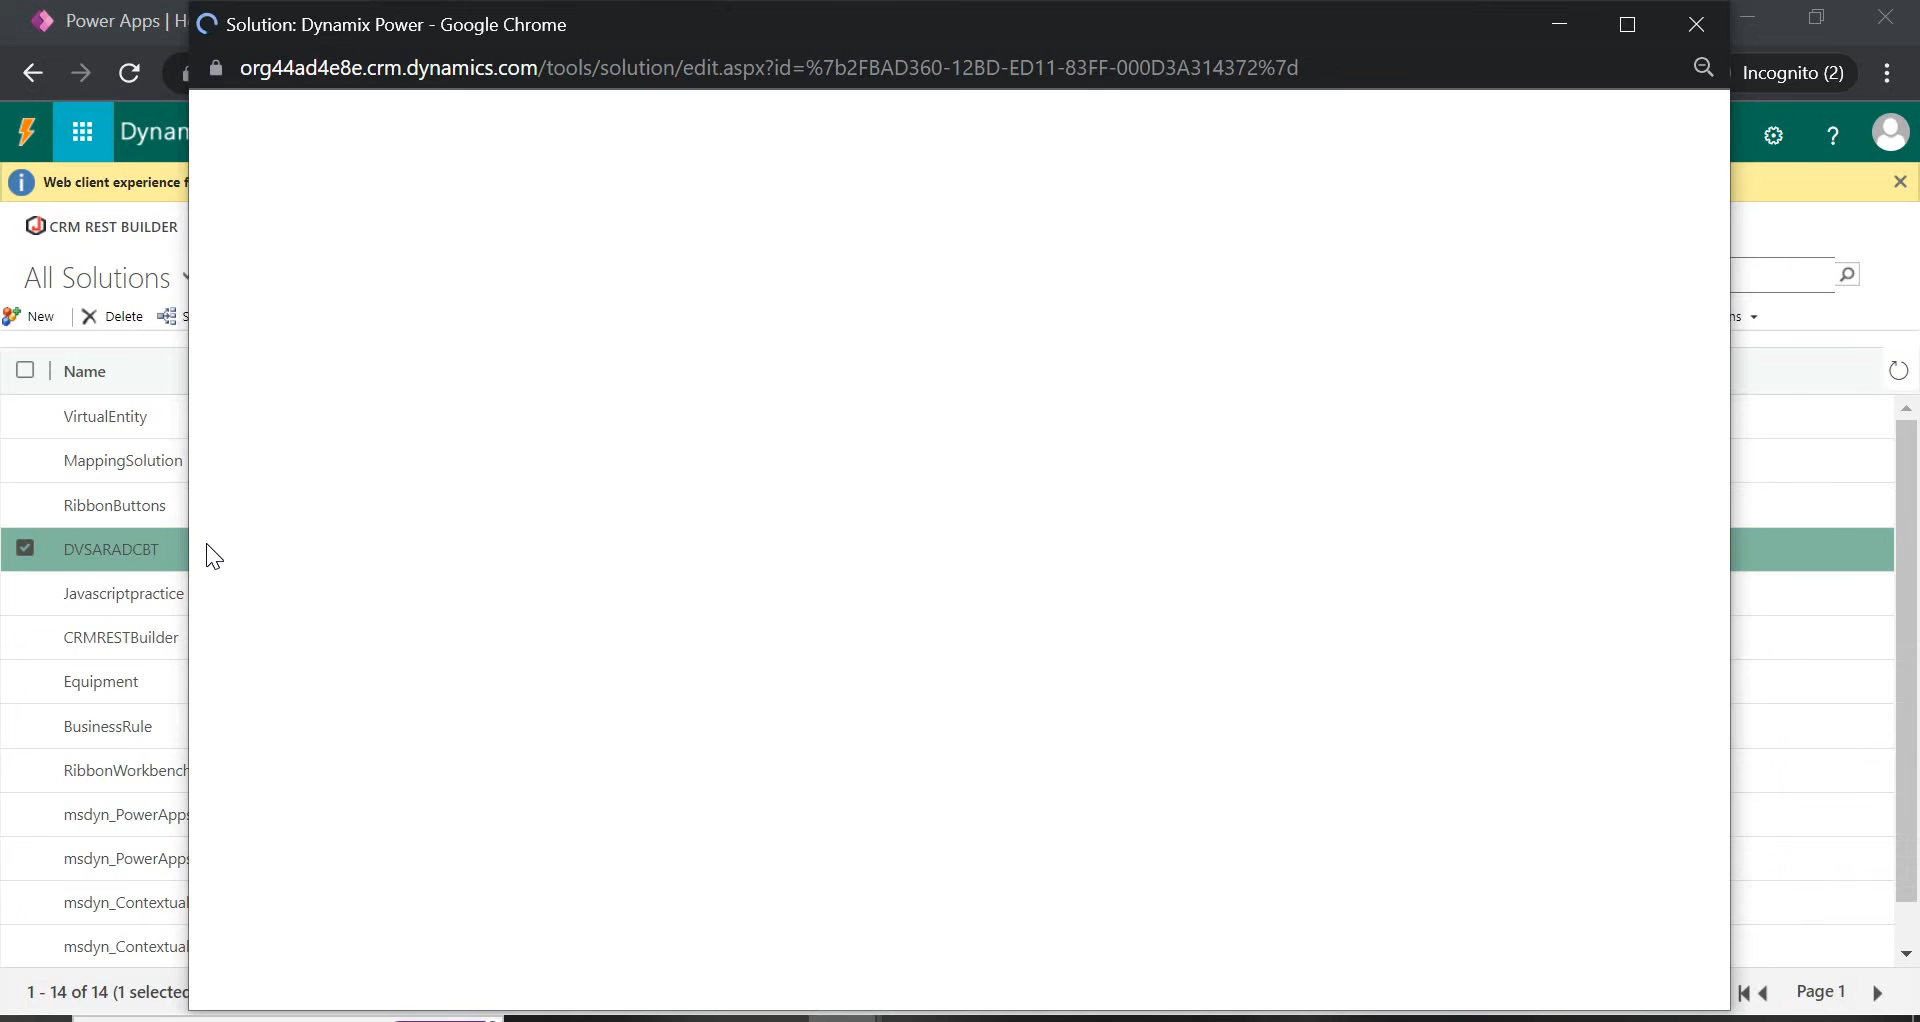 Power Apps | H
Solution: Dynamix Power - Google Chrome
org44ad4e8e.crm.dynamics.com/tools/solution/edit.aspx?id=%7b2FBAD360-12BD-ED11-83FF-000D3A314372%7d
Incognito (2)
Dynan
?
Web client experience f
CRM REST BUILDER
All Solutions
New
Delete
S
ns
Name
VirtualEntity
MappingSolution
RibbonButtons
DVSARADCBT
Javascriptpractice
CRMRESTBuilder
Equipment
BusinessRule
RibbonWorkbench
msdyn_PowerApps
msdyn_PowerApps
msdyn_Contextual
msdyn_Contextual
1 - 14 of 14 (1 selected
Page 1